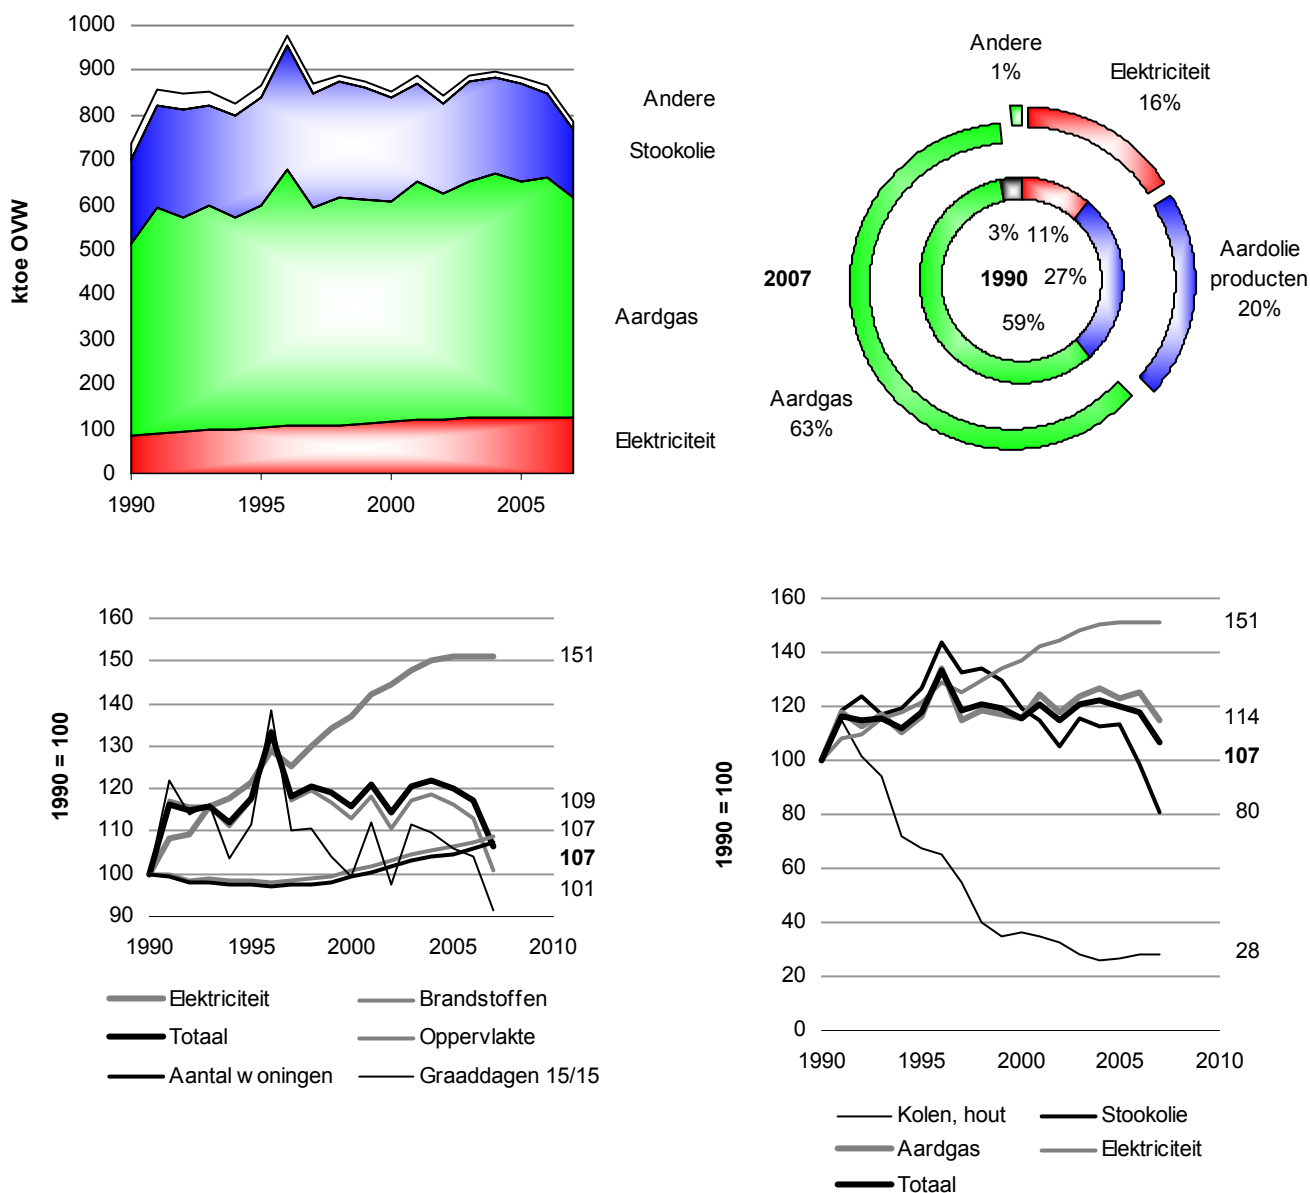 1000
900
800
700
600
500
400
300
200
100
0
ktoe OVW
1990 1995 2000 2005
Andere
Stookolie
Aardgas
Elektriciteit
Andere
1%
Elektriciteit
16%
Aardolie
producten
20%
Aardgas
63%
2007
1990
3% 11%
27%
59%
160
150
140
130
120
110
100
90
1990 = 100
151
109
107
107
101
1990 1995 2000 2005 2010
Elektriciteit Brandstoffen
Totaal Oppervlakte
Aantal w oningen Graaddagen 15/15
160
140
120
100
80
60
40
20
0
1990 = 100
151
114
107
80
28
1990 1995 2000 2005 2010
Kolen, hout Stookolie
Aardgas Elektriciteit
Totaal